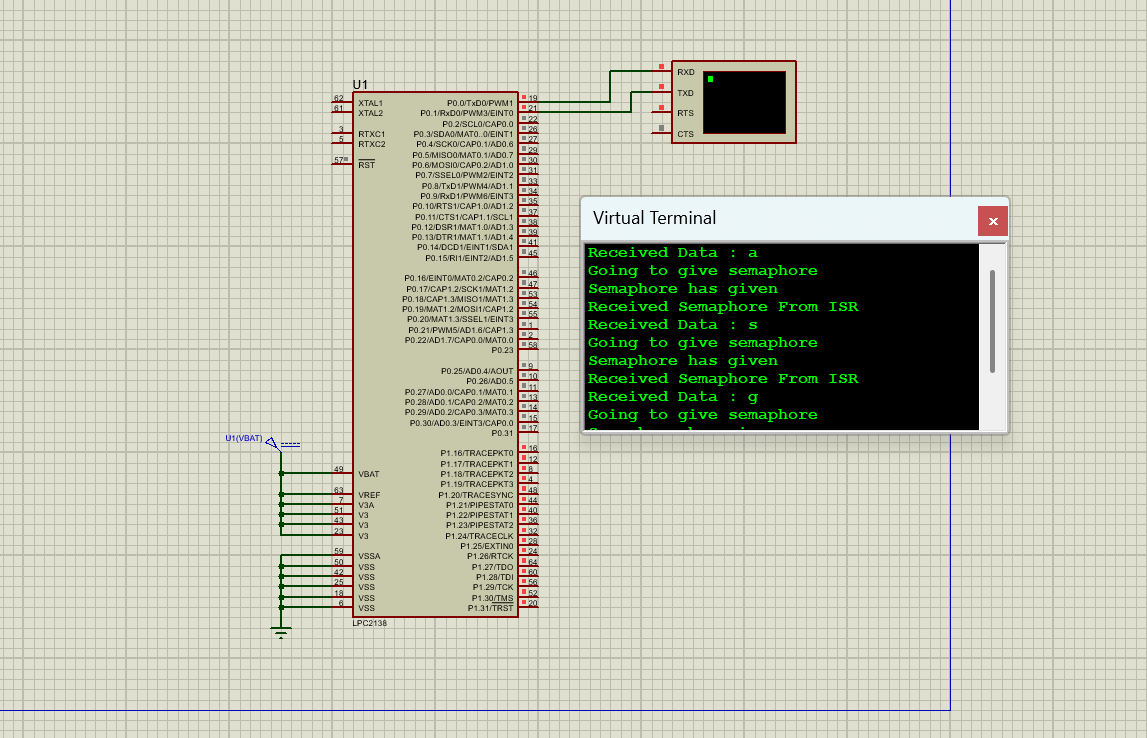 U1
62 XTAL1
61 XTAL2
3 RTXC1
5 RTXC2
57 RST
P0.0/TxD0/PWM1 19
P0.1/RxD0/PWM3/EINT0 21
P0.2/SCL0/CAP0.0 22
P0.3/SDA0/MAT0..0/EINT1 26
P0.4/SCK0/CAP0.1/AD0.6 27
P0.5/MISO0/MAT0.1/AD0.7 29
P0.6/MOSI0/CAP0.2/AD1.0 30
P0.7/SSEL0/PWM2/EINT2 31
P0.8/TxD1/PWM4/AD1.1 33
P0.9/RxD1/PWM6/EINT3 34
P0.10/RTS1/CAP1.0/AD1.2 35
P0.11/CTS1/CAP1.1/SCL1 37
P0.12/DSR1/MAT1.0/AD1.3 38
P0.13/DTR1/MAT1.1/AD1.4 39
P0.14/DCD1/EINT1/SDA1 41
P0.15/RI1/EINT2/AD1.5 45
P0.16/EINT0/MAT0.2/CAP0.2 46
P0.17/CAP1.2/SCK1/MAT1.2 47
P0.18/CAP1.3/MISO1/MAT1.3 53
P0.19/MAT1.2/MOSI1/CAP1.2 54
P0.20/MAT1.3/SSEL1/EINT3 55
P0.21/PWM5/AD1.6/CAP1.3 1
P0.22/AD1.7/CAP0.0/MAT0.0 2
P0.23 58
P0.25/AD0.4/AOUT 9
P0.26/AD0.5 10
P0.27/AD0.0/CAP0.1/MAT0.1 11
P0.28/AD0.1/CAP0.2/MAT0.2 13
P0.29/AD0.2/CAP0.3/MAT0.3 14
P0.30/AD0.3/EINT3/CAP0.0 15
P0.31 17
P1.16/TRACEPKT0 16
P1.17/TRACEPKT1 12
P1.18/TRACEPKT2 8
P1.19/TRACEPKT3 4
P1.20/TRACESYNC 48
P1.21/PIPESTAT0 44
P1.22/PIPESTAT1 40
P1.23/PIPESTAT2 36
P1.24/TRACECLK 32
P1.25/EXTIN0 28
P1.26/RTCK 24
P1.27/TDO 64
P1.28/TDI 60
P1.29/TCK 56
P1.30/TMS 52
P1.31/TRST 20
U1(VBAT)
49 VBAT
63 VREF
7 V3A
51 V3
43 V3
23 V3
59 VSSA
50 VSS
42 VSS
25 VSS
18 VSS
6 VSS
LPC2138
RXD
TXD
RTS
CTS
Virtual Terminal
Received Data : a
Going to give semaphore
Semaphore has given
Received Semaphore From ISR
Received Data : s
Going to give semaphore
Semaphore has given
Received Semaphore From ISR
Received Data : g
Going to give semaphore